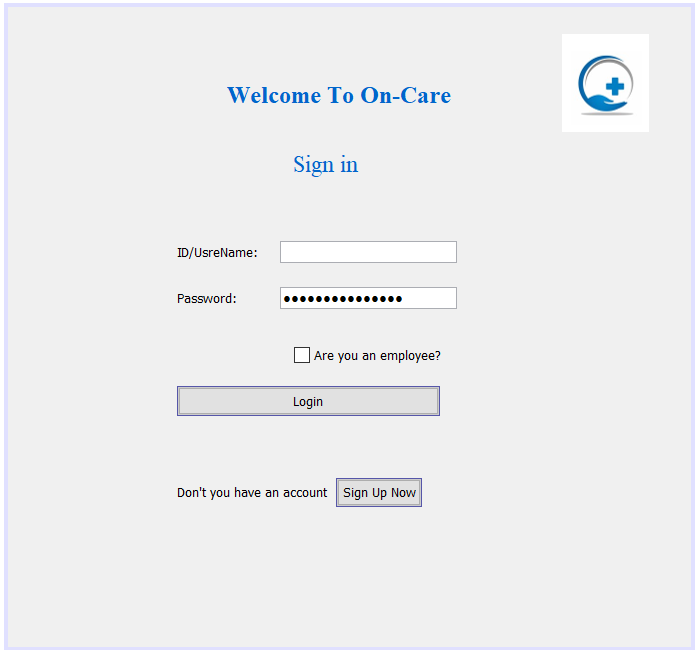 Welcome To On-Care
Sign in
ID/UsreName:
Password:
•••••••••••••••
Are you an employee?
Login
Don't you have an account
Sign Up Now